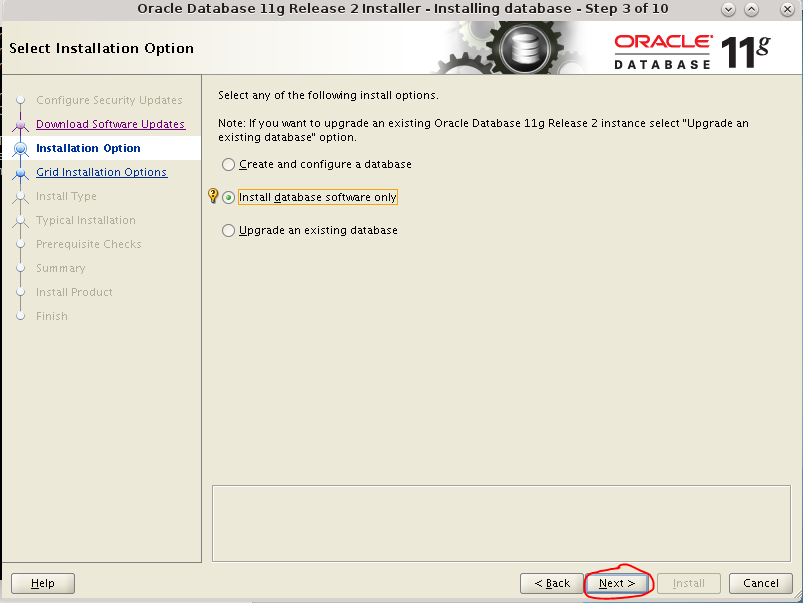 Oracle Database 11g Release 2 Installer - Installing database - Step 3 of 10
Select Installation Option
ORACLE
DATABASE
11g
Configure Security Updates
Download Software Updates
Installation Option
Grid Installation Options
Install Type
Typical Installation
Prerequisite Checks
Summary
Install Product
Finish
Select any of the following install options.
Note: If you want to upgrade an existing Oracle Database 11g Release 2 instance select "Upgrade an
existing database" option.
Create and configure a database
Install database software only
Upgrade an existing database
Help
< Back
Next >
Install
Cancel